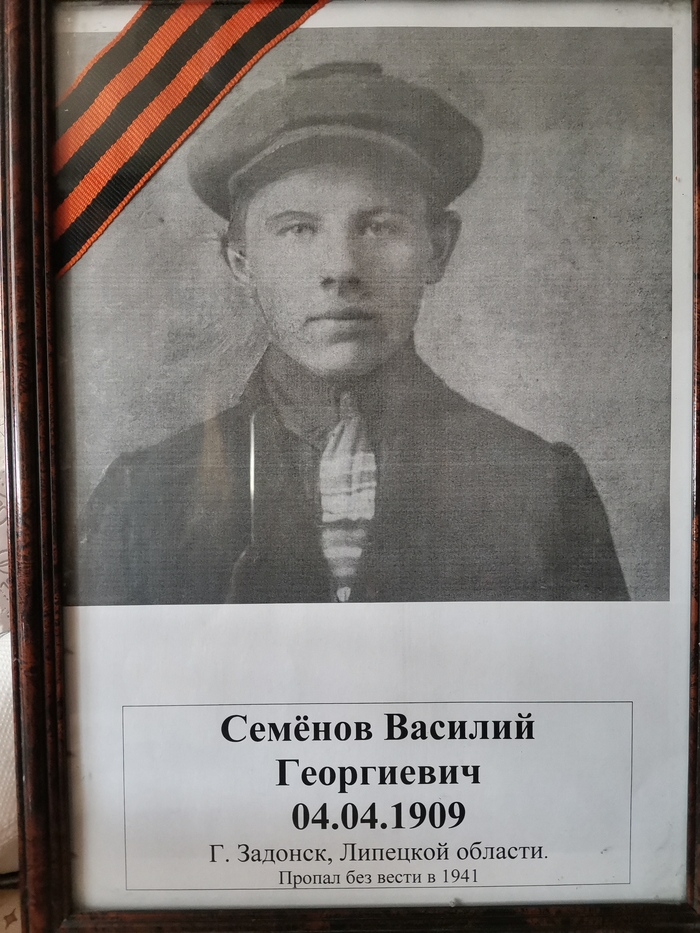 Семёнов Василий
Георгиевич
04.04.1909
Г. Задонск, Липецкой области.
Пропал без вести в 1941